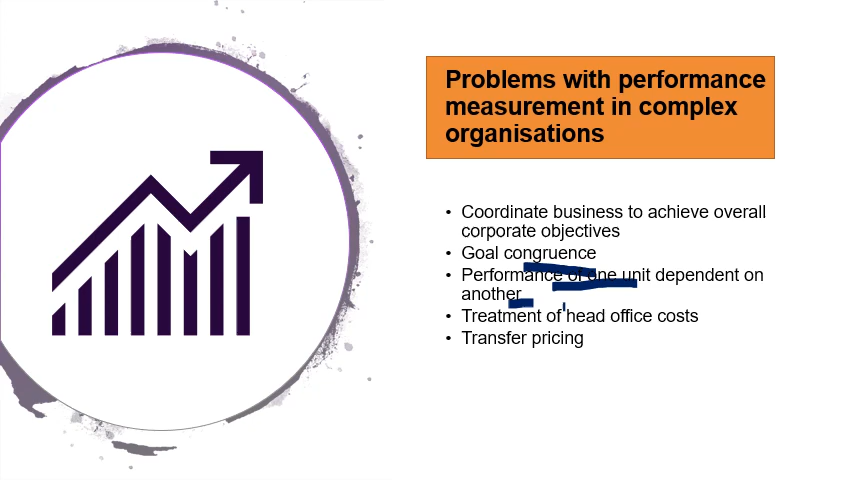 Problems with performance
measurement in complex
organisations
• Coordinate business to achieve overall
corporate objectives
• Goal congruence
• Performance of one unit dependent on
another
• Treatment of head office costs
• Transfer pricing